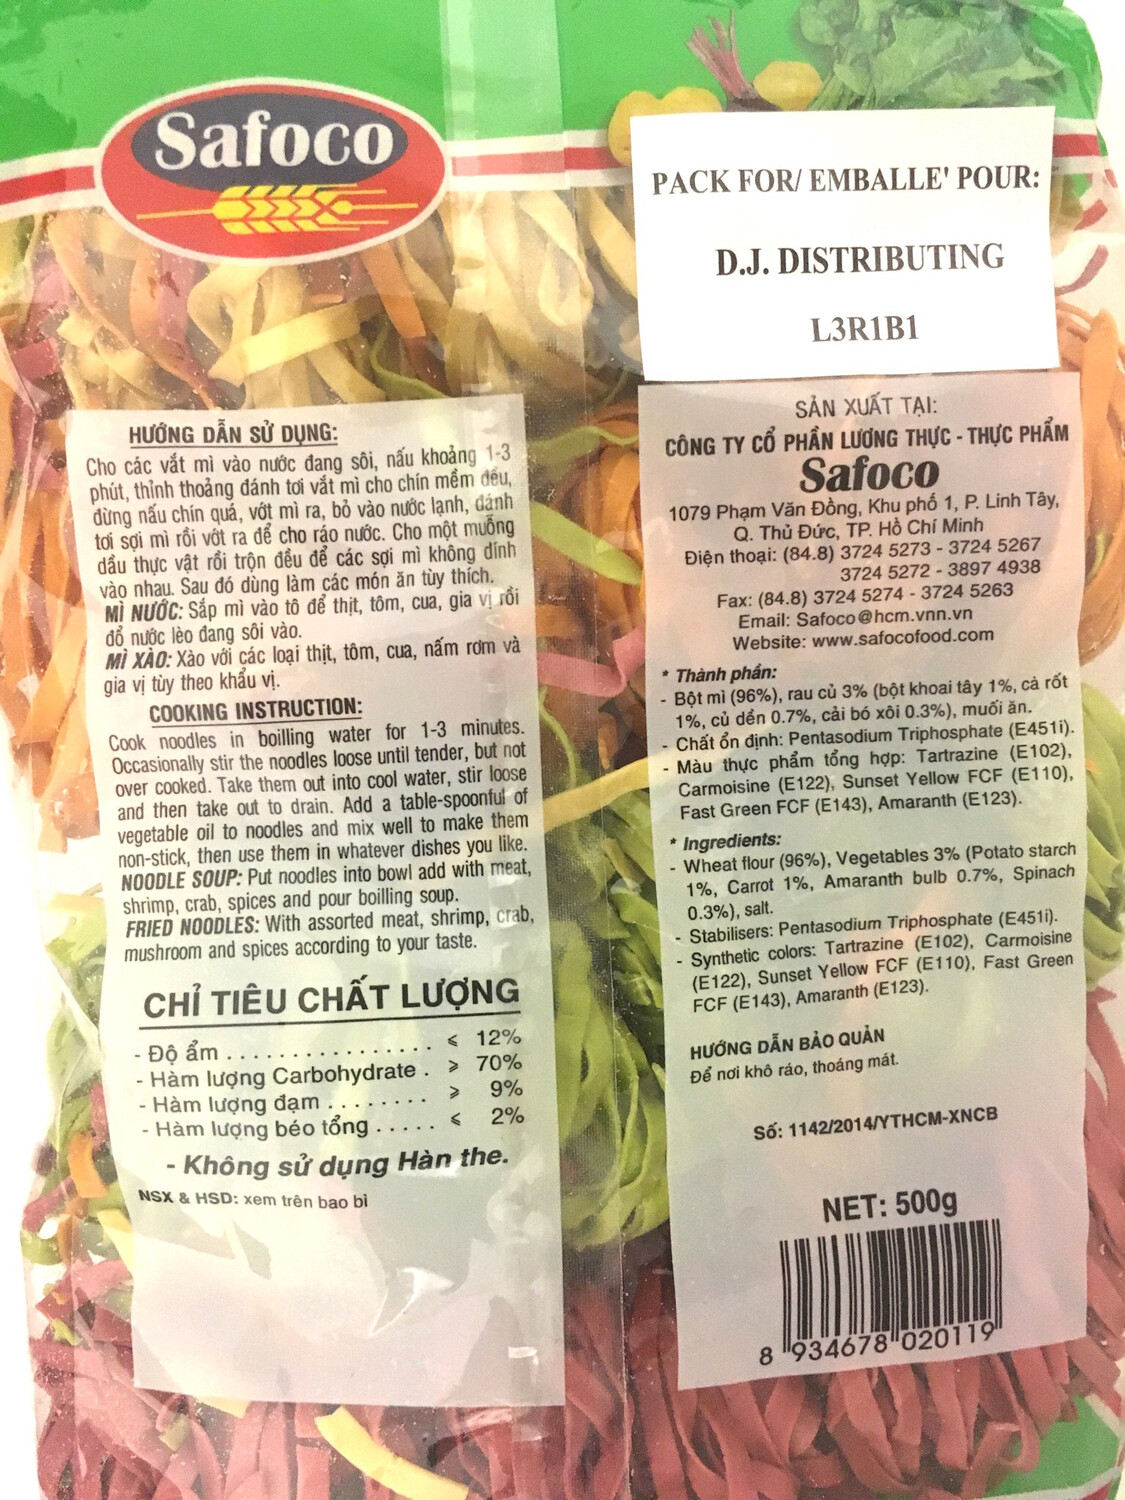 Safoco
PACK FOR/ EMBALLE' POUR:
D.J. DISTRIBUTING
L3R1B1
HƯỚNG DẪN SỬ DỤNG:
Cho các vắt mì vào nước đang sôi, nấu khoảng 1-3
phút, thỉnh thoảng đánh tơi vắt mì cho chín mềm đều,
đừng nấu chín quá, vớt mì ra, bỏ vào nước lạnh, đánh
tơi sợi mì rồi vớt ra để cho ráo nước. Cho một muỗng
dầu thực vật rồi trộn đều để các sợi mì không dính
vào nhau. Sau đó dùng làm các món ăn tùy thích.
MÌ NƯỚC: Sắp mì vào tô để thịt, tôm, cua, gia vị rồi
đổ nước lèo đang sôi vào.
MÌ XÀO: Xào với các loại thịt, tôm, cua, nấm rơm và
gia vị tùy theo khẩu vị.
COOKING INSTRUCTION:
Cook noodles in boilling water for 1-3 minutes.
Occasionally stir the noodles loose until tender, but not
over cooked. Take them out into cool water, stir loose
and then take out to drain. Add a table-spoonful of
vegetable oil to noodles and mix well to make them
non-stick, then use them in whatever dishes you like.
NOODLE SOUP: Put noodles into bowl add with meat,
shrimp, crab, spices and pour boilling soup.
FRIED NOODLES: With assorted meat, shrimp, crab,
mushroom and spices according to your taste.
CHỈ TIÊU CHẤT LƯỢNG
- Độ ẩm . . . . . . . . . . . . . . . . ⩽ 12%
- Hàm lượng Carbohydrate . ⩾ 70%
- Hàm lượng đạm . . . . . . . . ⩾ 9%
- Hàm lượng béo tổng . . . . . ⩽ 2%
- Không sử dụng Hàn the.
NSX & HSD: xem trên bao bì
SẢN XUẤT TẠI:
CÔNG TY CỔ PHẦN LƯƠNG THỰC - THỰC PHẨM
Safoco
1079 Phạm Văn Đồng, Khu phố 1, P. Linh Tây,
Q. Thủ Đức, TP. Hồ Chí Minh
Điện thoại: (84.8) 3724 5273 - 3724 5267
3724 5272 - 3897 4938
Fax: (84.8) 3724 5274 - 3724 5263
Email: Safoco@hcm.vnn.vn
Website: www.safocofood.com
* Thành phần:
- Bột mì (96%), rau củ 3% (bột khoai tây 1%, cà rốt
1%, củ dền 0.7%, cải bó xôi 0.3%), muối ăn.
- Chất ổn định: Pentasodium Triphosphate (E451i).
- Màu thực phẩm tổng hợp: Tartrazine (E102),
Carmoisine (E122), Sunset Yellow FCF (E110),
Fast Green FCF (E143), Amaranth (E123).
* Ingredients:
- Wheat flour (96%), Vegetables 3% (Potato starch
1%, Carrot 1%, Amaranth bulb 0.7%, Spinach
0.3%), salt.
- Stabilisers: Pentasodium Triphosphate (E451i).
- Synthetic colors: Tartrazine (E102), Carmoisine
(E122), Sunset Yellow FCF (E110), Fast Green
FCF (E143), Amaranth (E123).
HƯỚNG DẪN BẢO QUẢN
Để nơi khô ráo, thoáng mát.
Số: 1142/2014/YTHCM-XNCB
NET: 500g
8 934678 020119